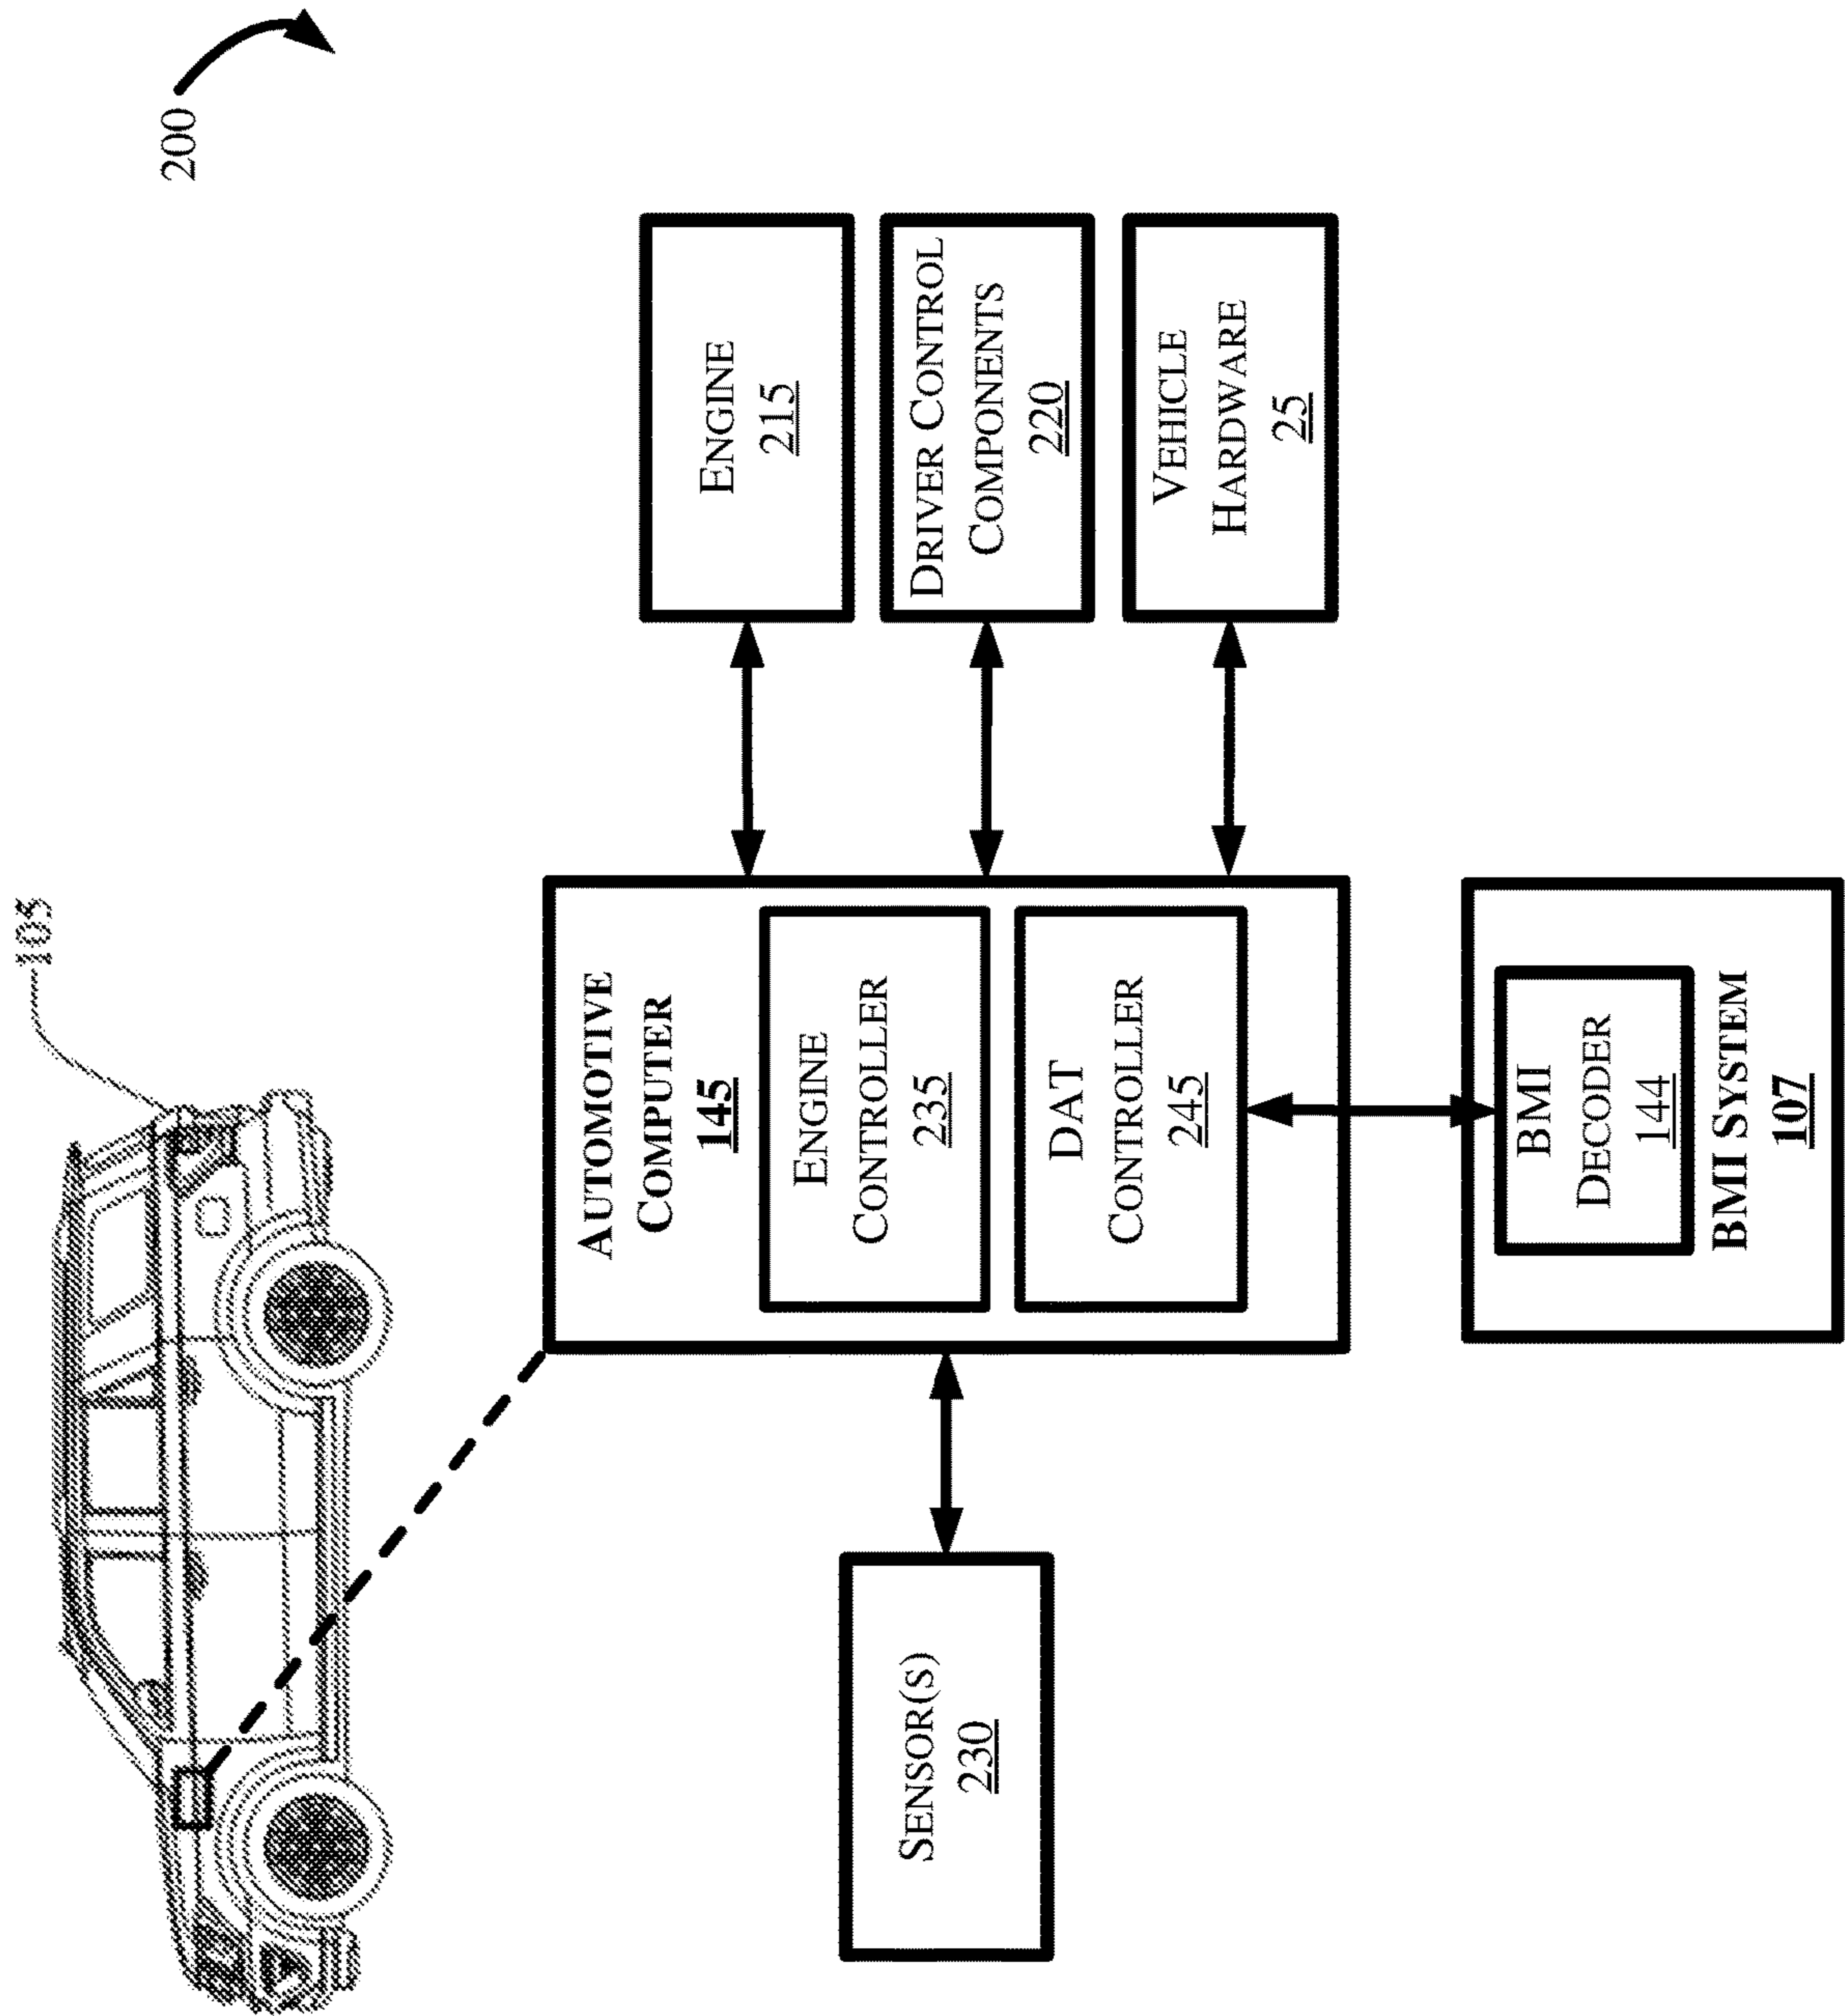 200
105
AUTOMOTIVE
COMPUTER
145
ENGINE
CONTROLLER
235
DAT
CONTROLLER
245
SENSOR(S)
230
ENGINE
215
DRIVER CONTROL
COMPONENTS
220
VEHICLE
HARDWARE
25
BMI
DECODER
144
BMI SYSTEM
107